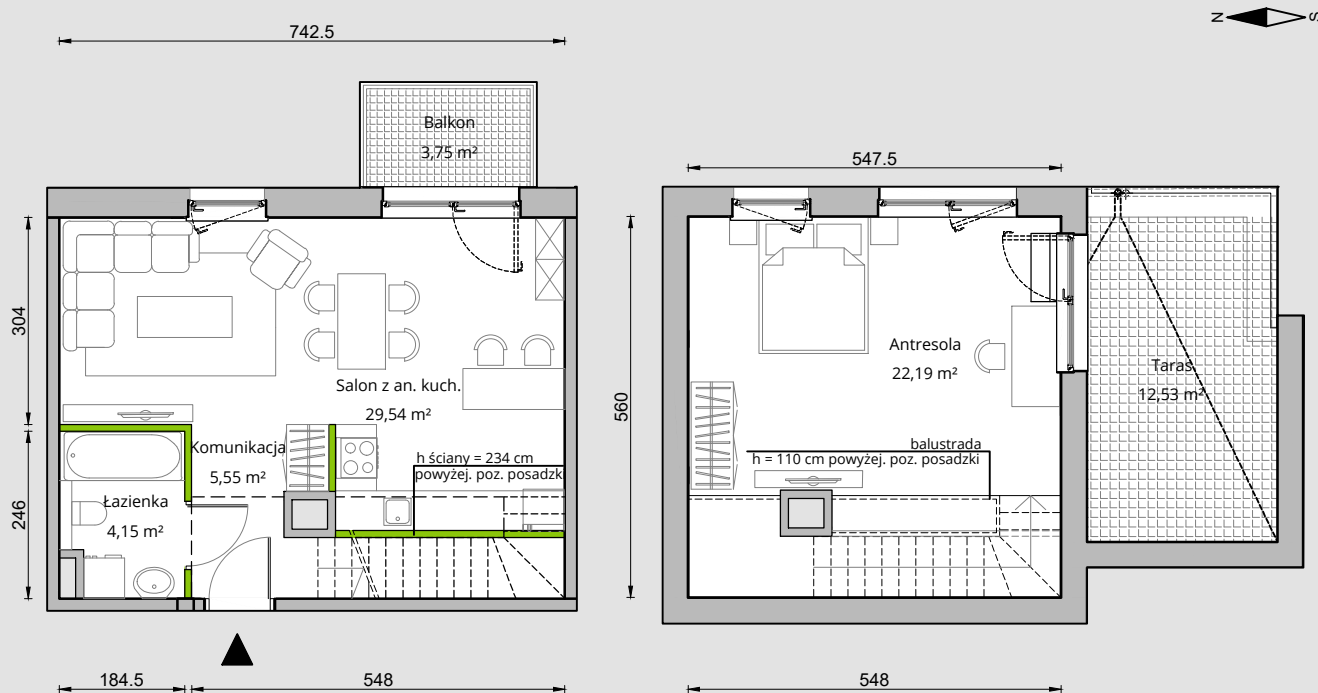 N
S
742.5
Balkon
3,75 m²
304
246
Salon z an. kuch.
29,54 m²
Komunikacja
5,55 m²
h ściany = 234 cm
powyżej. poz. posadzk
Łazienka
4,15 m²
184.5
548
547.5
560
Antresola
22,19 m²
Taras
12,53 m²
balustrada
h = 110 cm powyżej. poz. posadzki
548